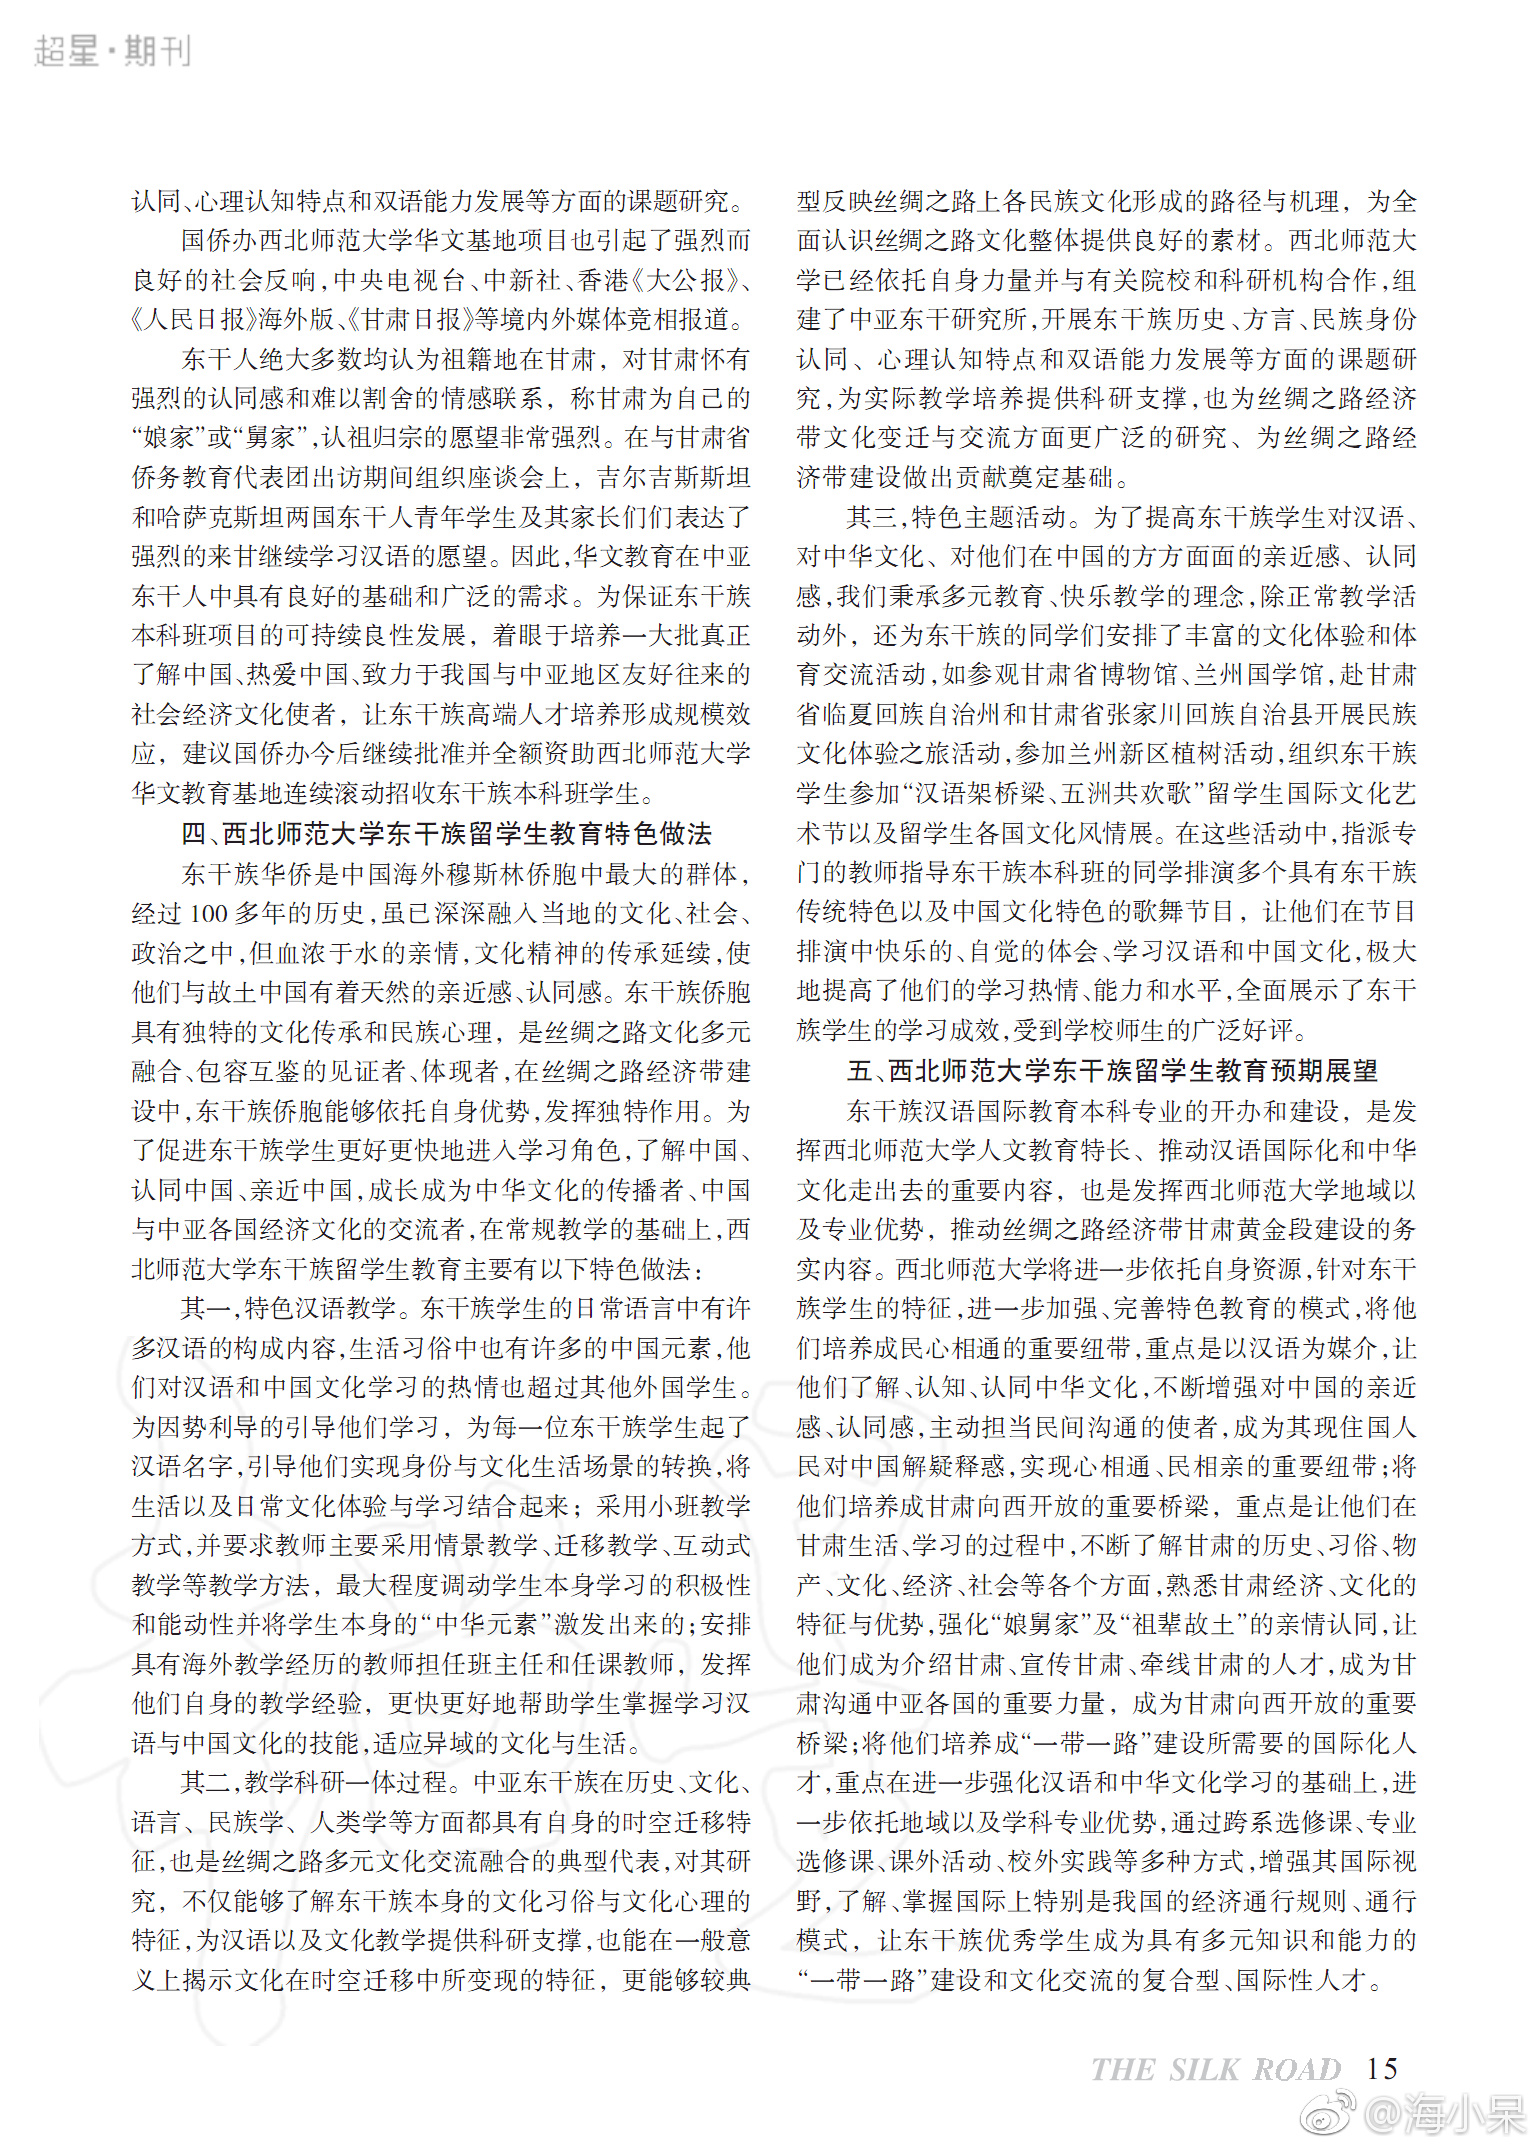 超星·期刊
认同、心理认知特点和双语能力发展等方面的课题研究。
国侨办西北师范大学华文基地项目也引起了强烈而
良好的社会反响,中央电视台、中新社、香港《大公报》、
《人民日报》海外版、《甘肃日报》等境内外媒体竞相报道。
东干人绝大多数均认为祖籍地在甘肃，对甘肃怀有
强烈的认同感和难以割舍的情感联系，称甘肃为自己的
“娘家”或“舅家”,认祖归宗的愿望非常强烈。在与甘肃省
侨务教育代表团出访期间组织座谈会上，吉尔吉斯斯坦
和哈萨克斯坦两国东干人青年学生及其家长们们表达了
强烈的来甘继续学习汉语的愿望。因此,华文教育在中亚
东干人中具有良好的基础和广泛的需求。为保证东干族
本科班项目的可持续良性发展，着眼于培养一大批真正
了解中国、热爱中国、致力于我国与中亚地区友好往来的
社会经济文化使者，让东干族高端人才培养形成规模效
应，建议国侨办今后继续批准并全额资助西北师范大学
华文教育基地连续滚动招收东干族本科班学生。
四、西北师范大学东干族留学生教育特色做法
东干族华侨是中国海外穆斯林侨胞中最大的群体，
经过100多年的历史,虽已深深融入当地的文化、社会、
政治之中,但血浓于水的亲情,文化精神的传承延续,使
他们与故土中国有着天然的亲近感、认同感。东干族侨胞
具有独特的文化传承和民族心理，是丝绸之路文化多元
融合、包容互鉴的见证者、体现者,在丝绸之路经济带建
设中,东干族侨胞能够依托自身优势,发挥独特作用。为
了促进东干族学生更好更快地进入学习角色,了解中国、
认同中国、亲近中国,成长成为中华文化的传播者、中国
与中亚各国经济文化的交流者,在常规教学的基础上,西
北师范大学东干族留学生教育主要有以下特色做法：
其一,特色汉语教学。东干族学生的日常语言中有许
多汉语的构成内容,生活习俗中也有许多的中国元素,他
们对汉语和中国文化学习的热情也超过其他外国学生。
为因势利导的引导他们学习，为每一位东干族学生起了
汉语名字,引导他们实现身份与文化生活场景的转换,将
生活以及日常文化体验与学习结合起来；采用小班教学
方式,并要求教师主要采用情景教学、迁移教学、互动式
教学等教学方法，最大程度调动学生本身学习的积极性
和能动性并将学生本身的“中华元素”激发出来的;安排
具有海外教学经历的教师担任班主任和任课教师，发挥
他们自身的教学经验，更快更好地帮助学生掌握学习汉
语与中国文化的技能,适应异域的文化与生活。
其二,教学科研一体过程。中亚东干族在历史、文化、
语言、民族学、人类学等方面都具有自身的时空迁移特
征,也是丝绸之路多元文化交流融合的典型代表,对其研
究，不仅能够了解东干族本身的文化习俗与文化心理的
特征,为汉语以及文化教学提供科研支撑,也能在一般意
义上揭示文化在时空迁移中所变现的特征，更能够较典
型反映丝绸之路上各民族文化形成的路径与机理，为全
面认识丝绸之路文化整体提供良好的素材。西北师范大
学已经依托自身力量并与有关院校和科研机构合作,组
建了中亚东干研究所,开展东干族历史、方言、民族身份
认同、心理认知特点和双语能力发展等方面的课题研
究,为实际教学培养提供科研支撑,也为丝绸之路经济
带文化变迁与交流方面更广泛的研究、为丝绸之路经
济带建设做出贡献奠定基础。
其三,特色主题活动。为了提高东干族学生对汉语、
对中华文化、对他们在中国的方方面面的亲近感、认同
感,我们秉承多元教育、快乐教学的理念,除正常教学活
动外，还为东干族的同学们安排了丰富的文化体验和体
育交流活动,如参观甘肃省博物馆、兰州国学馆,赴甘肃
省临夏回族自治州和甘肃省张家川回族自治县开展民族
文化体验之旅活动,参加兰州新区植树活动,组织东干族
学生参加“汉语架桥梁、五洲共欢歌”留学生国际文化艺
术节以及留学生各国文化风情展。在这些活动中,指派专
门的教师指导东干族本科班的同学排演多个具有东干族
传统特色以及中国文化特色的歌舞节目，让他们在节目
排演中快乐的、自觉的体会、学习汉语和中国文化,极大
地提高了他们的学习热情、能力和水平,全面展示了东干
族学生的学习成效,受到学校师生的广泛好评。
五、西北师范大学东干族留学生教育预期展望
东干族汉语国际教育本科专业的开办和建设，是发
挥西北师范大学人文教育特长、推动汉语国际化和中华
文化走出去的重要内容，也是发挥西北师范大学地域以
及专业优势，推动丝绸之路经济带甘肃黄金段建设的务
实内容。西北师范大学将进一步依托自身资源,针对东干
族学生的特征,进一步加强、完善特色教育的模式,将他
们培养成民心相通的重要纽带,重点是以汉语为媒介,让
他们了解、认知、认同中华文化,不断增强对中国的亲近
感、认同感,主动担当民间沟通的使者,成为其现住国人
民对中国解疑释惑,实现心相通、民相亲的重要纽带;将
他们培养成甘肃向西开放的重要桥梁，重点是让他们在
甘肃生活、学习的过程中,不断了解甘肃的历史、习俗、物
产、文化、经济、社会等各个方面,熟悉甘肃经济、文化的
特征与优势,强化“娘舅家”及“祖辈故土”的亲情认同,让
他们成为介绍甘肃、宣传甘肃、牵线甘肃的人才,成为甘
肃沟通中亚各国的重要力量，成为甘肃向西开放的重要
桥梁;将他们培养成“一带一路”建设所需要的国际化人
才,重点在进一步强化汉语和中华文化学习的基础上,进
一步依托地域以及学科专业优势,通过跨系选修课、专业
选修课、课外活动、校外实践等多种方式,增强其国际视
野,了解、掌握国际上特别是我国的经济通行规则、通行
模式，让东干族优秀学生成为具有多元知识和能力的
“一带一路”建设和文化交流的复合型、国际性人才。
THE SILK ROAD 15
@海小呆